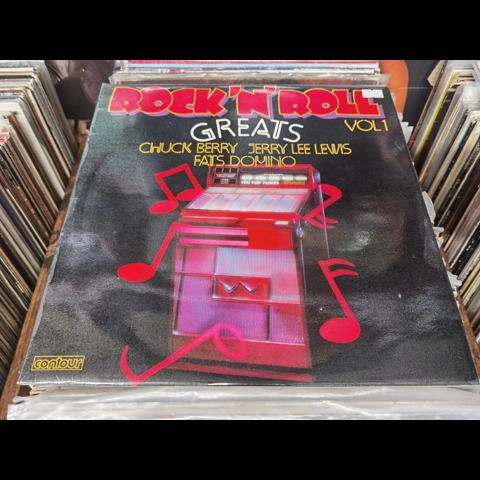 ROCK 'N' ROLL
GREATS VOL 1
CHUCK BERRY JERRY LEE LEWIS
FATS DOMINO
contour